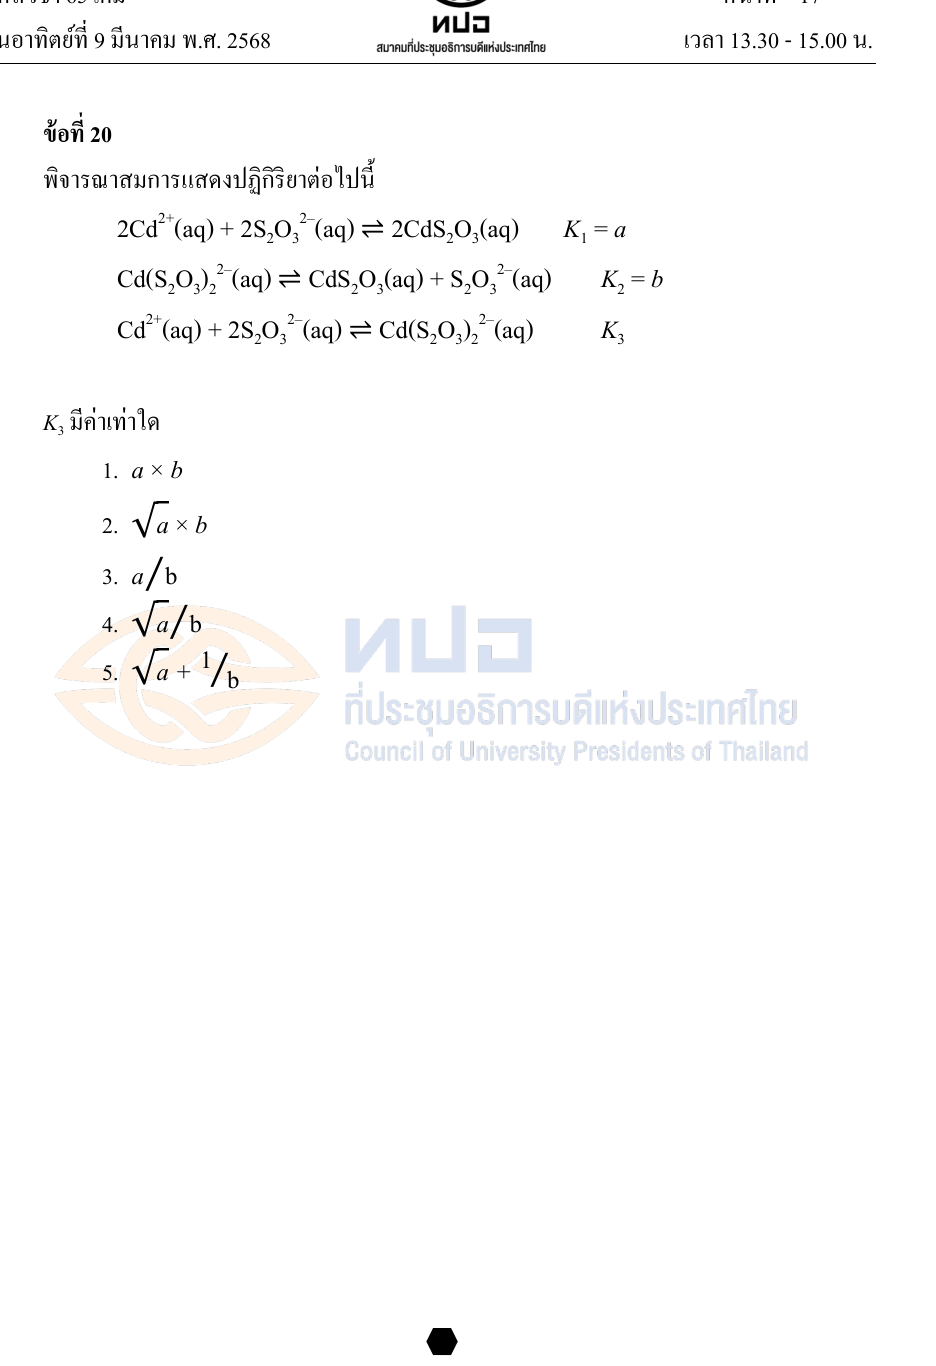 นอาทิตย์ที่ 9 มีนาคม พ.ศ. 2568
ทปอ
สมาคมที่ประชุมอธิการบดีแห่งประเทศไทย
เวลา 13.30 - 15.00 น.
ข้อที่ 20
พิจารณาสมการแสดงปฏิกิริยาต่อไปนี้
2Cd²⁺(aq) + 2S₂O₃²⁻(aq) ⇌ 2CdS₂O₃(aq) K₁ = a
Cd(S₂O₃)₂²⁻(aq) ⇌ CdS₂O₃(aq) + S₂O₃²⁻(aq) K₂ = b
Cd²⁺(aq) + 2S₂O₃²⁻(aq) ⇌ Cd(S₂O₃)₂²⁻(aq) K₃
K₃ มีค่าเท่าใด
1. a × b
2. √a × b
3. a/b
4. √a/b
5. √a + 1/b
ทปอ
ที่ประชุมอธิการบดีแห่งประเทศไทย
Council of University Presidents of Thailand